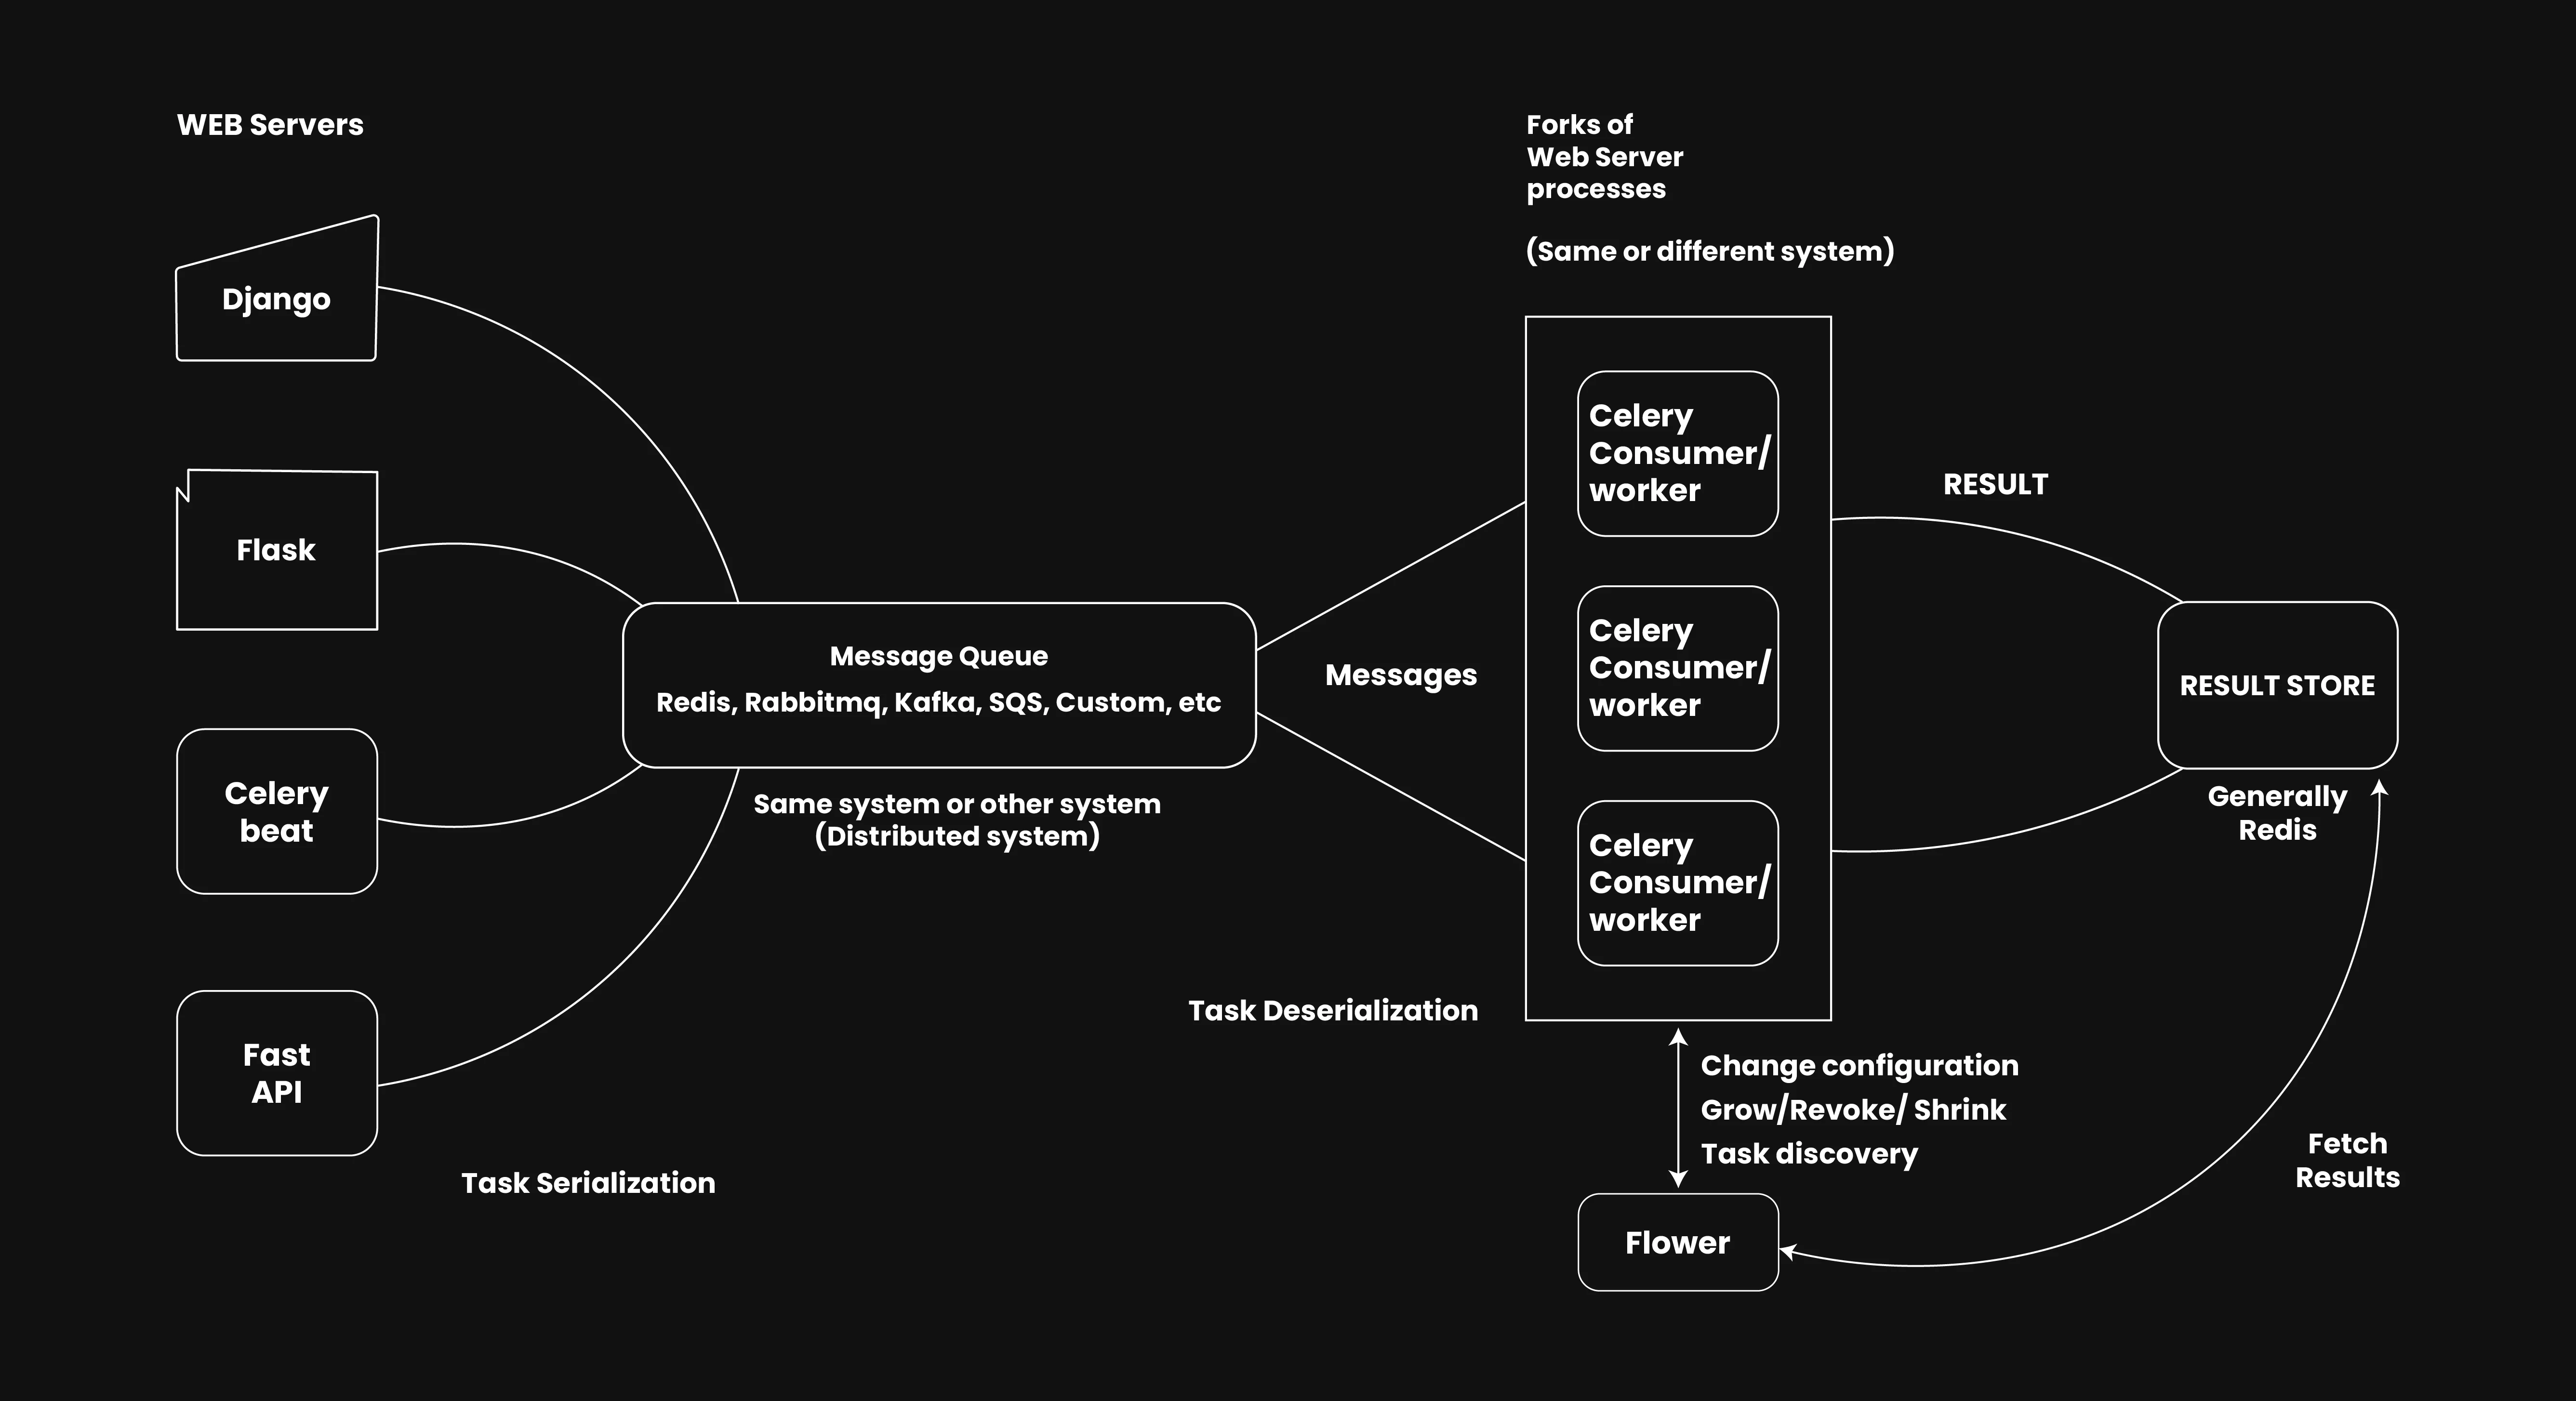 WEB Servers
Django
Flask
Celery
beat
Fast
API
Task Serialization
Message Queue
Redis, Rabbitmq, Kafka, SQS, Custom, etc
Same system or other system
(Distributed system)
Messages
Task Deserialization
Forks of
Web Server
processes
(Same or different system)
Celery
Consumer/
worker
Celery
Consumer/
worker
Celery
Consumer/
worker
Change configuration
Grow/Revoke/ Shrink
Task discovery
Flower
RESULT
RESULT STORE
Generally
Redis
Fetch
Results